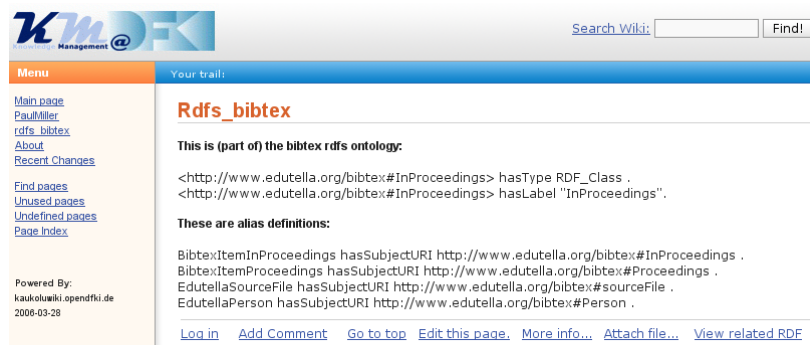 KM@DFKI
Knowledge Management
Search Wiki:
Find!
Menu
Your trail:
Main page
PaulMiller
rdfs_bibtex
About
Recent Changes
Find pages
Unused pages
Undefined pages
Page Index
Powered By:
kaukoluwiki.opendfki.de
2006-03-28
Rdfs_bibtex
This is (part of) the bibtex rdfs ontology:
<http://www.edutella.org/bibtex#InProceedings> hasType RDF_Class .
<http://www.edutella.org/bibtex#InProceedings> hasLabel "InProceedings".
These are alias definitions:
BibtexItemInProceedings hasSubjectURI http://www.edutella.org/bibtex#InProceedings .
BibtexItemProceedings hasSubjectURI http://www.edutella.org/bibtex#Proceedings .
EdutellaSourceFile hasSubjectURI http://www.edutella.org/bibtex#sourceFile .
EdutellaPerson hasSubjectURI http://www.edutella.org/bibtex#Person .
Log in Add Comment Go to top Edit this page. More info... Attach file... View related RDF